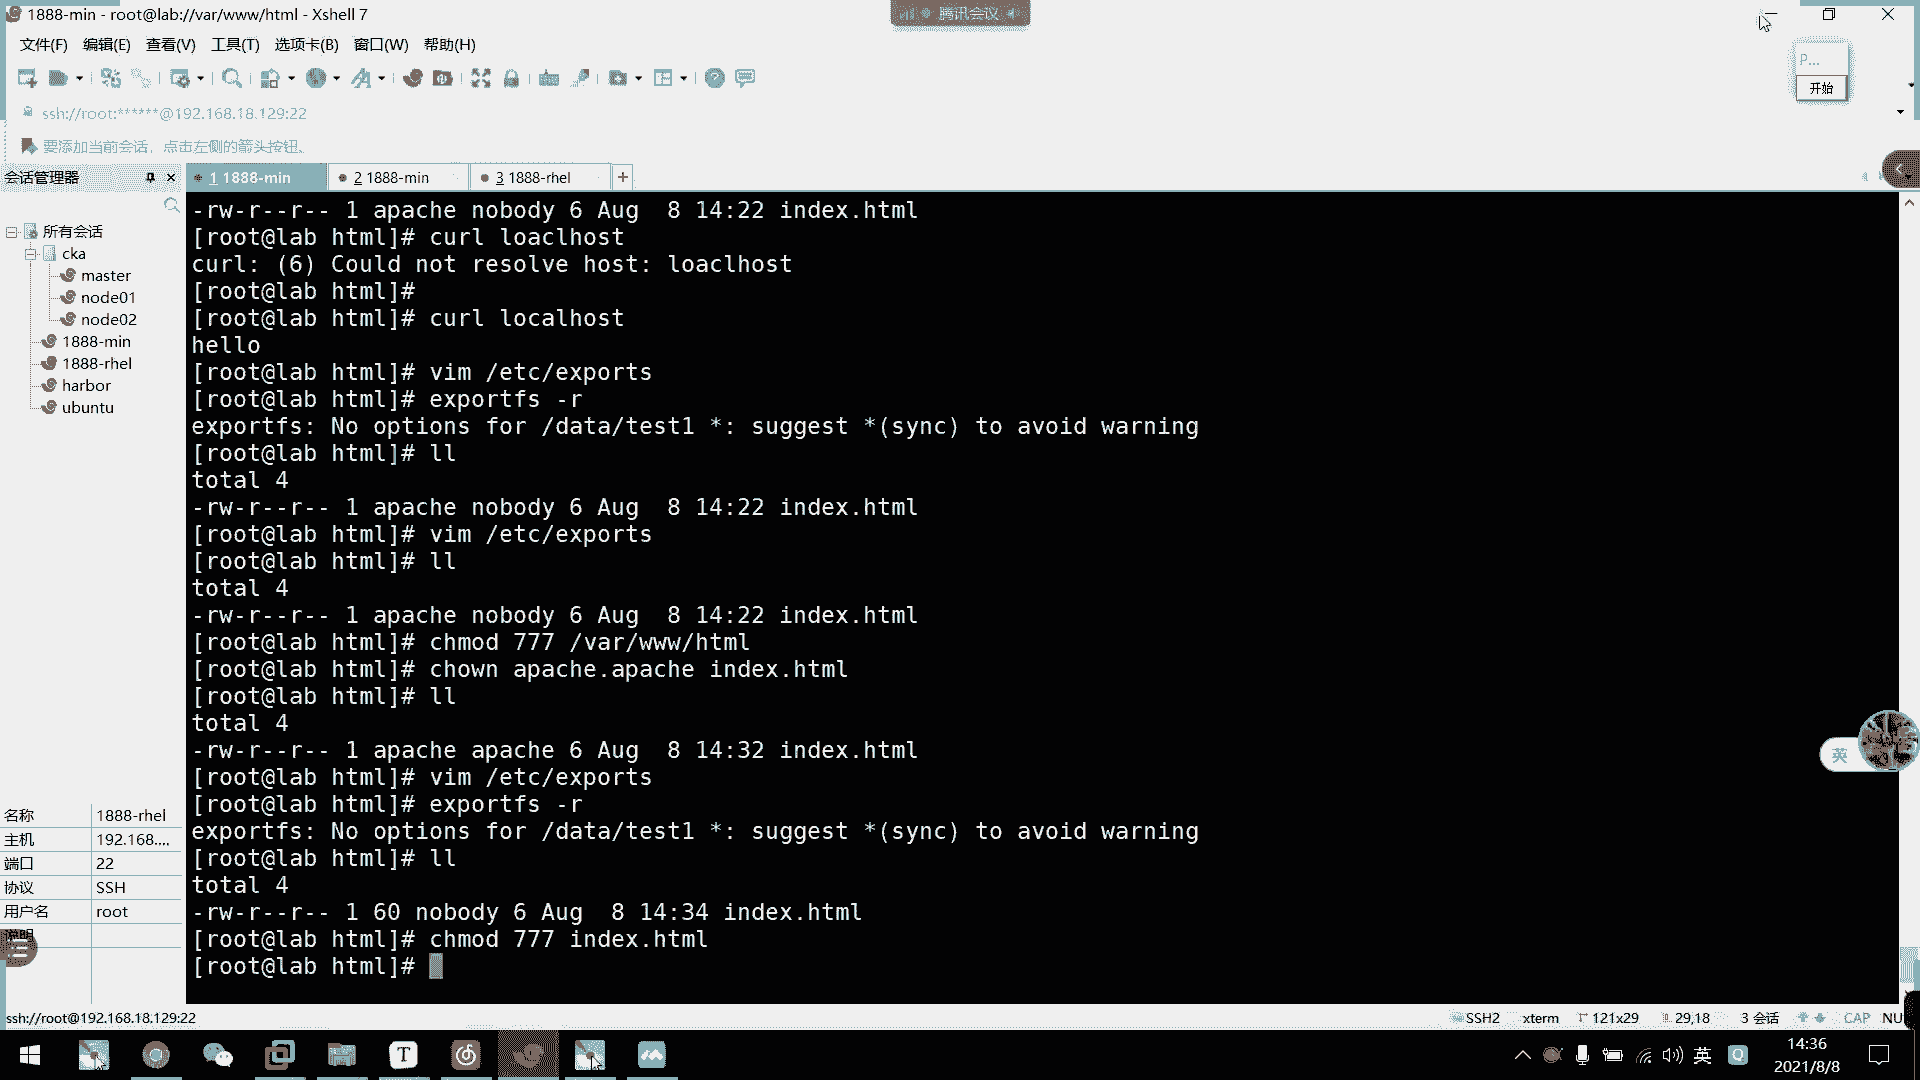 1888-min - root@lab://var/www/html - Xshell 7
腾讯会议
文件(F) 编辑(E) 查看(V) 工具(T) 选项卡(B) 窗口(W) 帮助(H)
P...
开始
ssh://root:******@192.168.18.129:22
要添加当前会话，点击左侧的箭头按钮。
会话管理器
1 1888-min
2 1888-min
3 1888-rhel
所有会话
cka
master
node01
node02
1888-min
1888-rhel
harbor
ubuntu
-rw-r--r-- 1 apache nobody 6 Aug  8 14:22 index.html
[root@lab html]# curl loaclhost
curl: (6) Could not resolve host: loaclhost
[root@lab html]#
[root@lab html]# curl localhost
hello
[root@lab html]# vim /etc/exports
[root@lab html]# exportfs -r
exportfs: No options for /data/test1 *: suggest *(sync) to avoid warning
[root@lab html]# ll
total 4
-rw-r--r-- 1 apache nobody 6 Aug  8 14:22 index.html
[root@lab html]# vim /etc/exports
[root@lab html]# ll
total 4
-rw-r--r-- 1 apache nobody 6 Aug  8 14:22 index.html
[root@lab html]# chmod 777 /var/www/html
[root@lab html]# chown apache.apache index.html
[root@lab html]# ll
total 4
-rw-r--r-- 1 apache apache 6 Aug  8 14:32 index.html
[root@lab html]# vim /etc/exports
[root@lab html]# exportfs -r
exportfs: No options for /data/test1 *: suggest *(sync) to avoid warning
[root@lab html]# ll
total 4
-rw-r--r-- 1 60 nobody 6 Aug  8 14:34 index.html
[root@lab html]# chmod 777 index.html
[root@lab html]#
英
名称 1888-rhel
主机 192.168....
端口 22
协议 SSH
用户名 root
说明
ssh://root@192.168.18.129:22
SSH2 xterm 121x29 29,18 3 会话 CAP NU
T
英
Q
14:36
2021/8/8